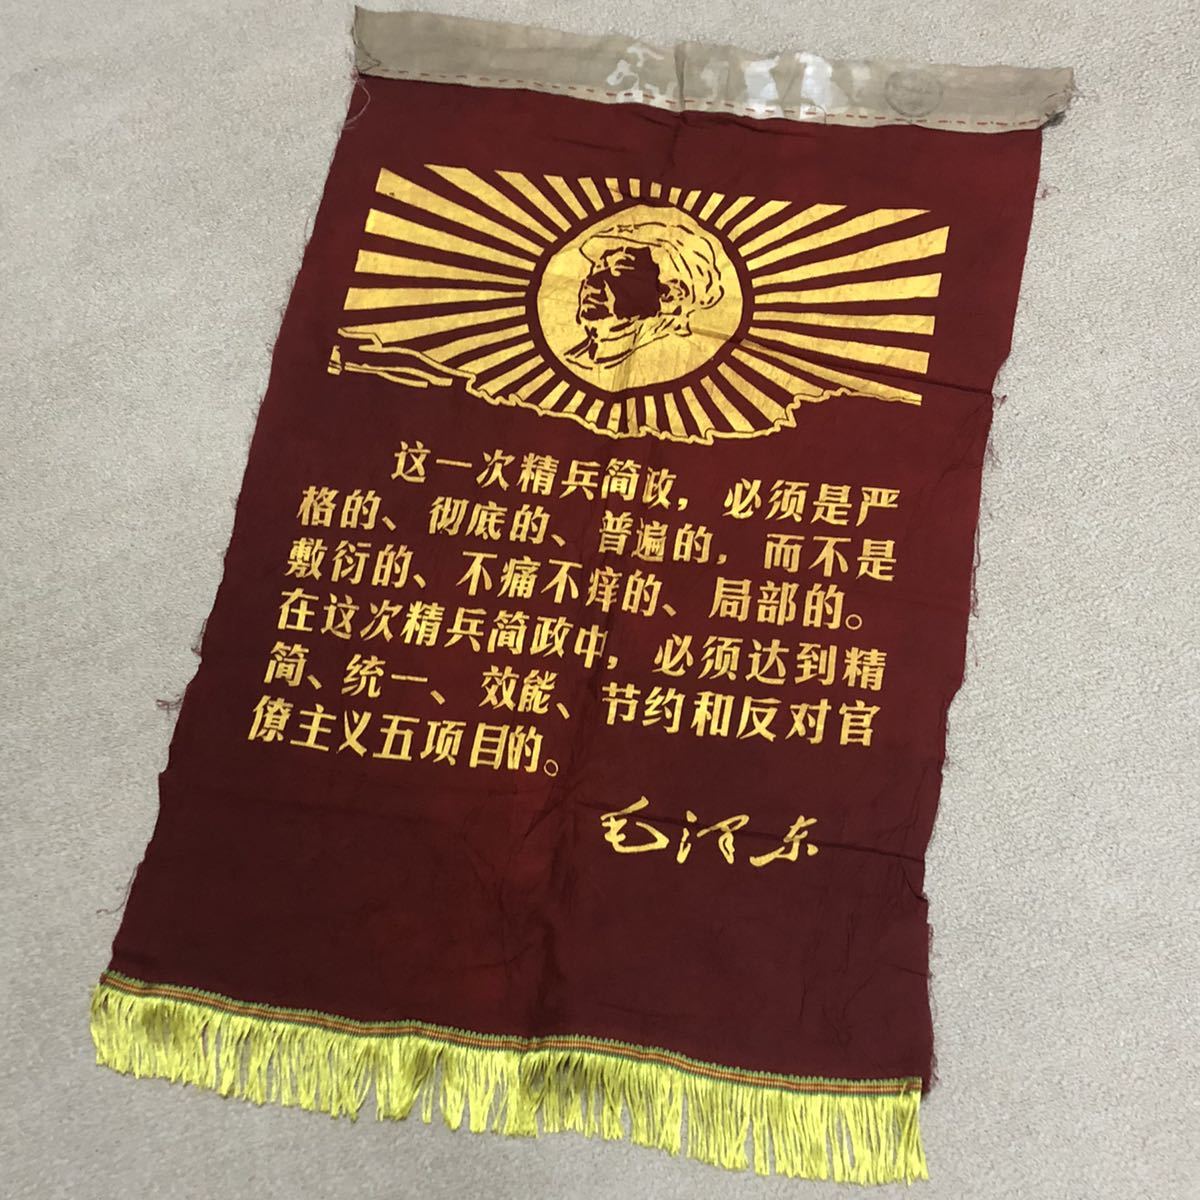 这一次精兵简政，必须是严
格的、彻底的、普遍的，而不是
敷衍的、不痛不痒的、局部的。
在这次精兵简政中，必须达到精
简、统一、效能、节约和反对官
僚主义五项目的。
毛泽东